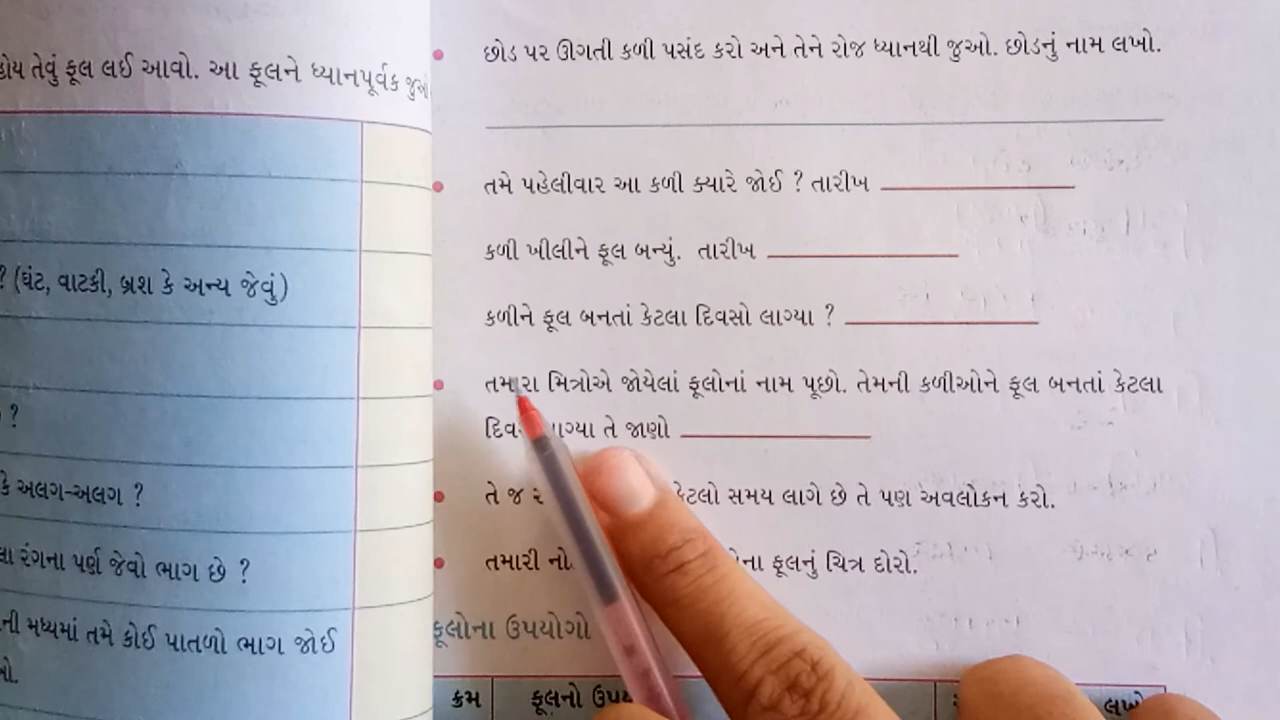 હોય તેવું ફૂલ લઈ આવો. આ ફૂલને ધ્યાનપૂર્વક
? (ઘંટ, વાટકી, બ્રશ કે અન્ય જેવું)
?
કે અલગ-અલગ ?
રંગના પર્ણ જેવો ભાગ છે ?
ની મધ્યમાં તમે કોઈ પાતળો ભાગ જોઈ
છોડ પર ઊગતી કળી પસંદ કરો અને તેને રોજ ધ્યાનથી જુઓ. છોડનું નામ લખો.
તમે પહેલીવાર આ કળી ક્યારે જોઈ ? તારીખ
કળી ખીલીને ફૂલ બન્યું. તારીખ
કળીને ફૂલ બનતાં કેટલા દિવસો લાગ્યા ?
તમારા મિત્રોએ જોયેલાં ફૂલોનાં નામ પૂછો. તેમની કળીઓને ફૂલ બનતાં કેટલા
તે જાણો
તે જ કેટલો સમય લાગે છે તે પણ અવલોકન કરો.
તમારી ફૂલનું ચિત્ર દોરો.
ફૂલોના ઉપયોગો
ક્રમ ફૂલનો